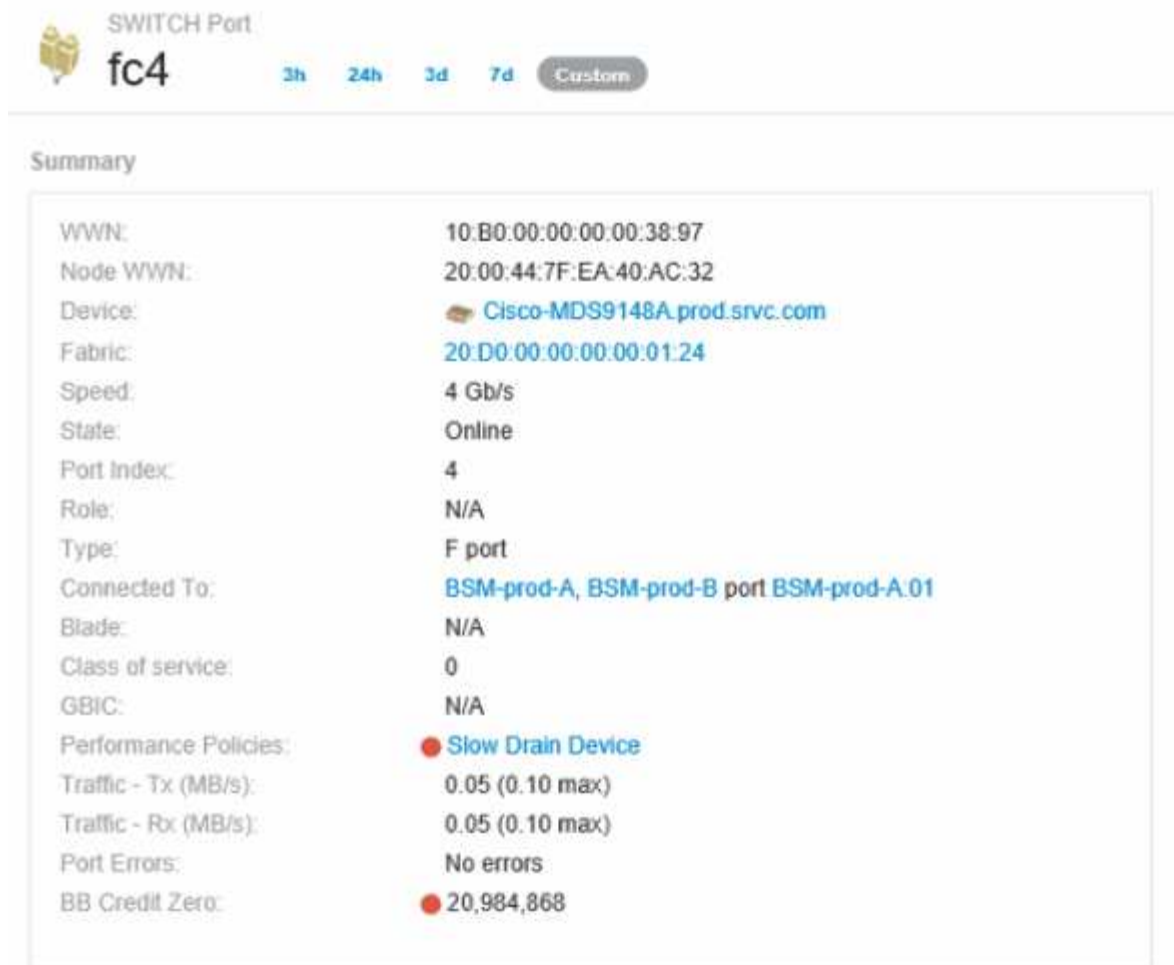 SWITCH Port
fc4
3h 24h 3d 7d Custom
Summary
WWN: 10:B0:00:00:00:00:38:97
Node WWN: 20:00:44:7F:EA:40:AC:32
Device: Cisco-MDS9148A.prod.srvc.com
Fabric: 20:D0:00:00:00:00:01:24
Speed: 4 Gb/s
State: Online
Port Index: 4
Role: N/A
Type: F port
Connected To: BSM-prod-A, BSM-prod-B port BSM-prod-A:01
Blade: N/A
Class of service: 0
GBIC: N/A
Performance Policies: Slow Drain Device
Traffic - Tx (MB/s): 0.05 (0.10 max)
Traffic - Rx (MB/s): 0.05 (0.10 max)
Port Errors: No errors
BB Credit Zero: 20,984,868